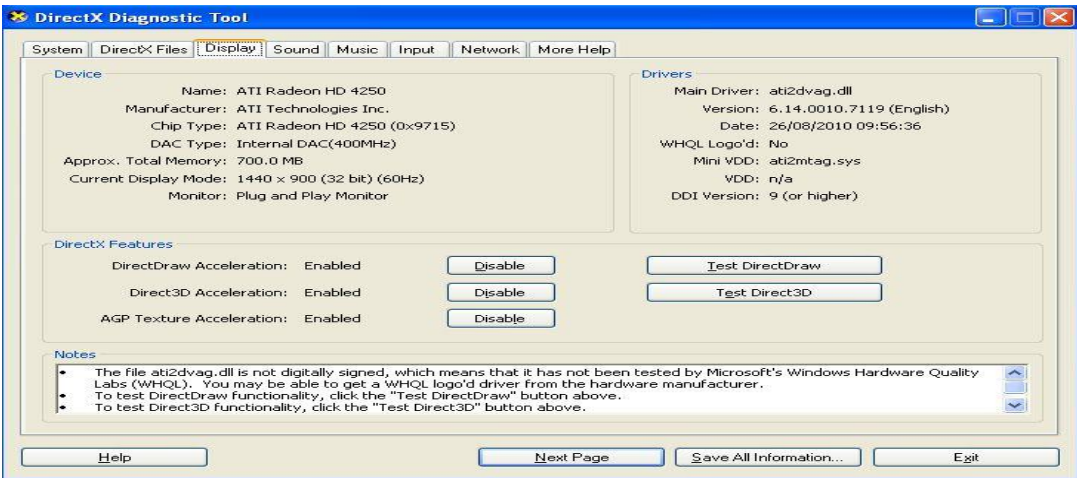 DirectX Diagnostic Tool
System DirectX Files Display Sound Music Input Network More Help
Device
Name: ATI Radeon HD 4250
Manufacturer: ATI Technologies Inc.
Chip Type: ATI Radeon HD 4250 (0x9715)
DAC Type: Internal DAC(400MHz)
Approx. Total Memory: 700.0 MB
Current Display Mode: 1440 x 900 (32 bit) (60Hz)
Monitor: Plug and Play Monitor
Drivers
Main Driver: ati2dvag.dll
Version: 6.14.0010.7119 (English)
Date: 26/08/2010 09:56:36
WHQL Logo'd: No
Mini VDD: ati2mtag.sys
VDD: n/a
DDI Version: 9 (or higher)
DirectX Features
DirectDraw Acceleration: Enabled Disable Test DirectDraw
Direct3D Acceleration: Enabled Disable Test Direct3D
AGP Texture Acceleration: Enabled Disable
Notes
• The file ati2dvag.dll is not digitally signed, which means that it has not been tested by Microsoft's Windows Hardware Quality
Labs (WHQL). You may be able to get a WHQL logo'd driver from the hardware manufacturer.
• To test DirectDraw functionality, click the "Test DirectDraw" button above.
• To test Direct3D functionality, click the "Test Direct3D" button above.
Help Next Page Save All Information... Exit